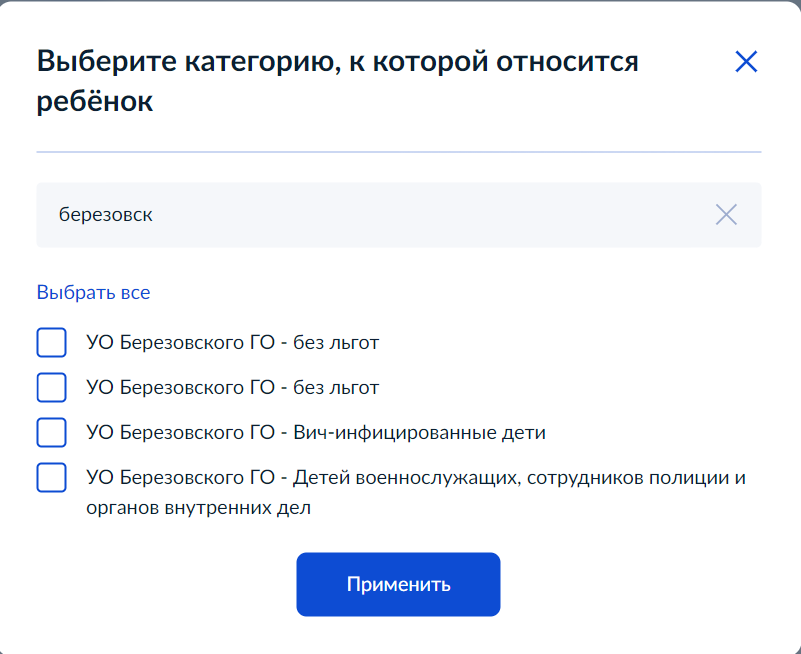 Выберите категорию, к которой относится
ребёнок
березовск
Выбрать все
УО Березовского ГО - без льгот
УО Березовского ГО - без льгот
УО Березовского ГО - Вич-инфицированные дети
УО Березовского ГО - Детей военнослужащих, сотрудников полиции и
органов внутренних дел
Применить